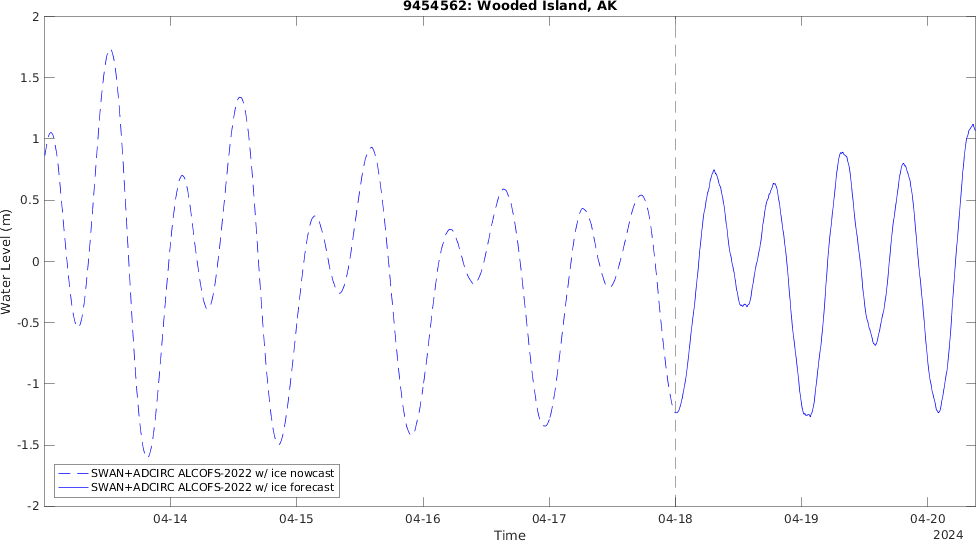 9454562: Wooded Island, AK
2
1.5
1
0.5
0
-0.5
-1
-1.5
-2
Water Level (m)
SWAN+ADCIRC ALCOFS-2022 w/ ice nowcast
SWAN+ADCIRC ALCOFS-2022 w/ ice forecast
04-14 04-15 04-16 04-17 04-18 04-19 04-20
Time
2024